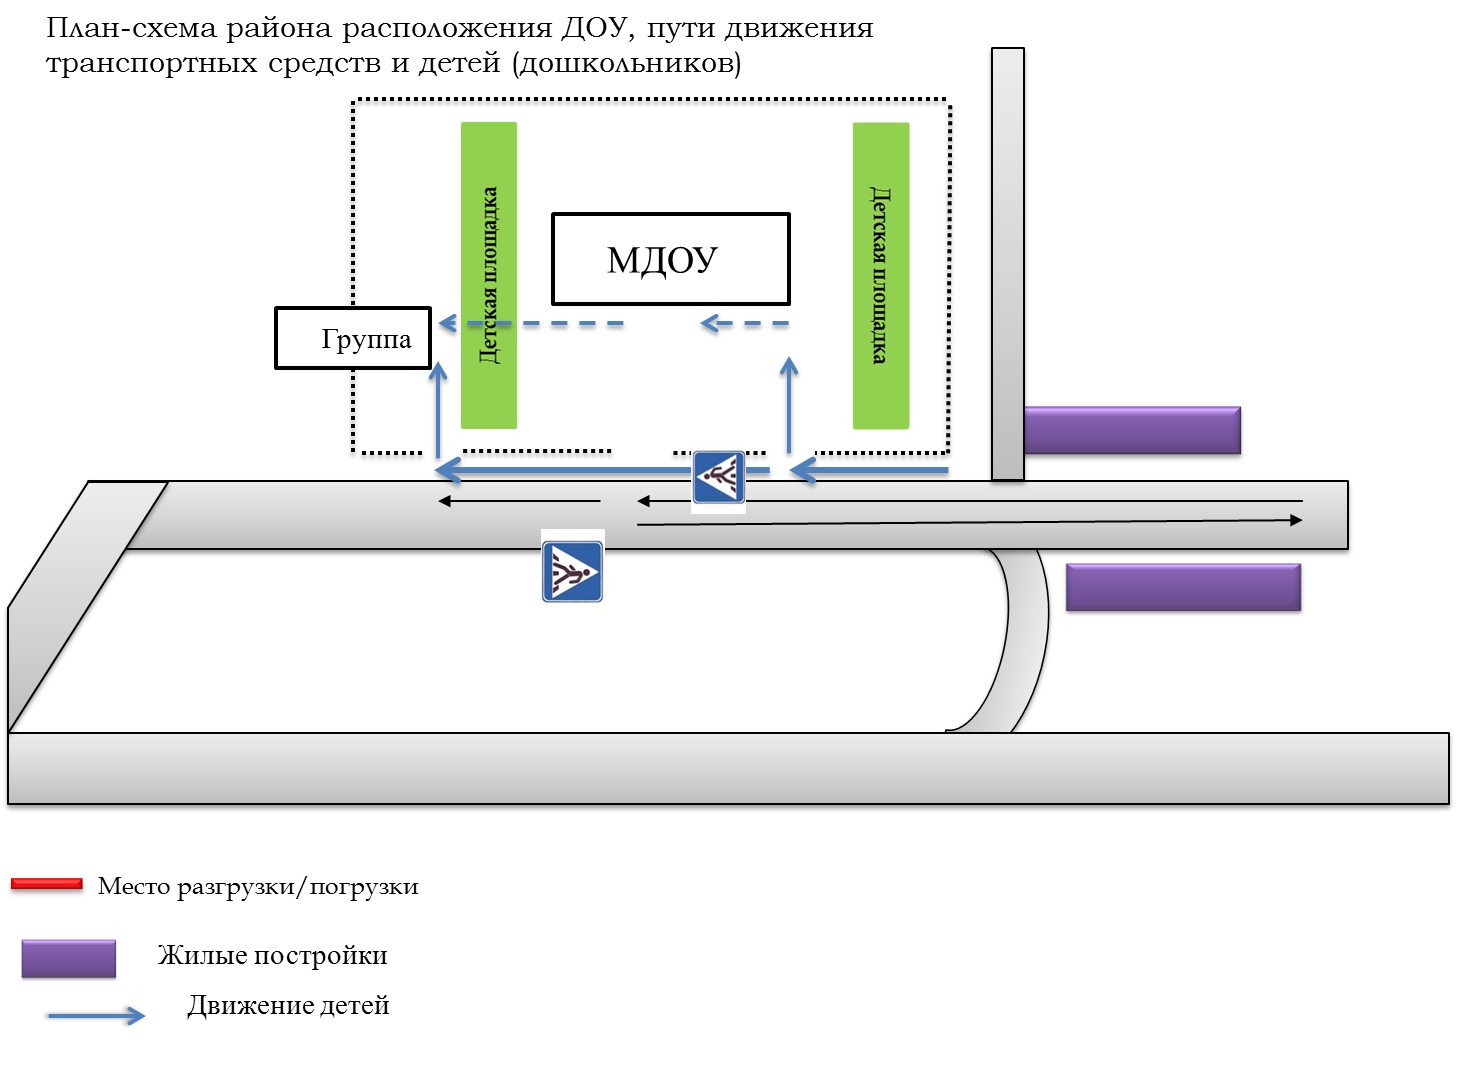 План-схема района расположения ДОУ, пути движения
транспортных средств и детей (дошкольников)
Детская площадка
МДОУ
Детская площадка
Группа
Место разгрузки/погрузки
Жилые постройки
Движение детей